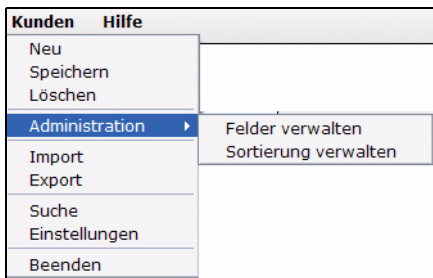 Kunden Hilfe
Neu
Speichern
Löschen
Administration
Felder verwalten
Sortierung verwalten
Import
Export
Suche
Einstellungen
Beenden